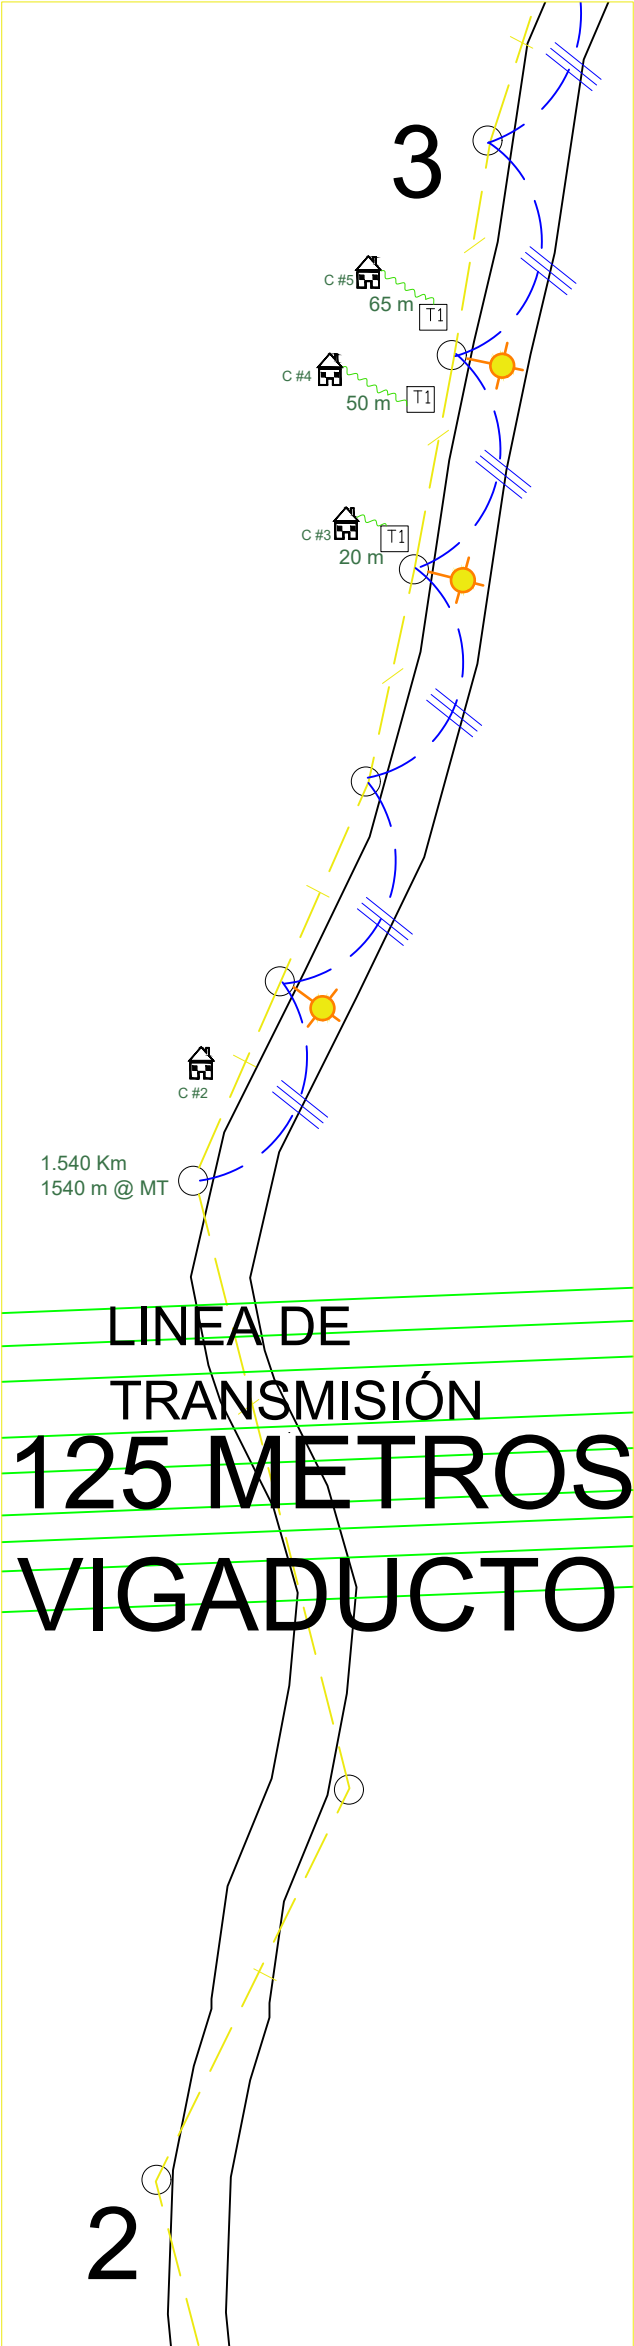 3
C #5
65 m
T1
C #4
50 m
T1
C #3
20 m
T1
C #2
1.540 Km
1540 m @ MT
LINEA DE
TRANSMISIÓN
125 METROS
VIGADUCTO
2